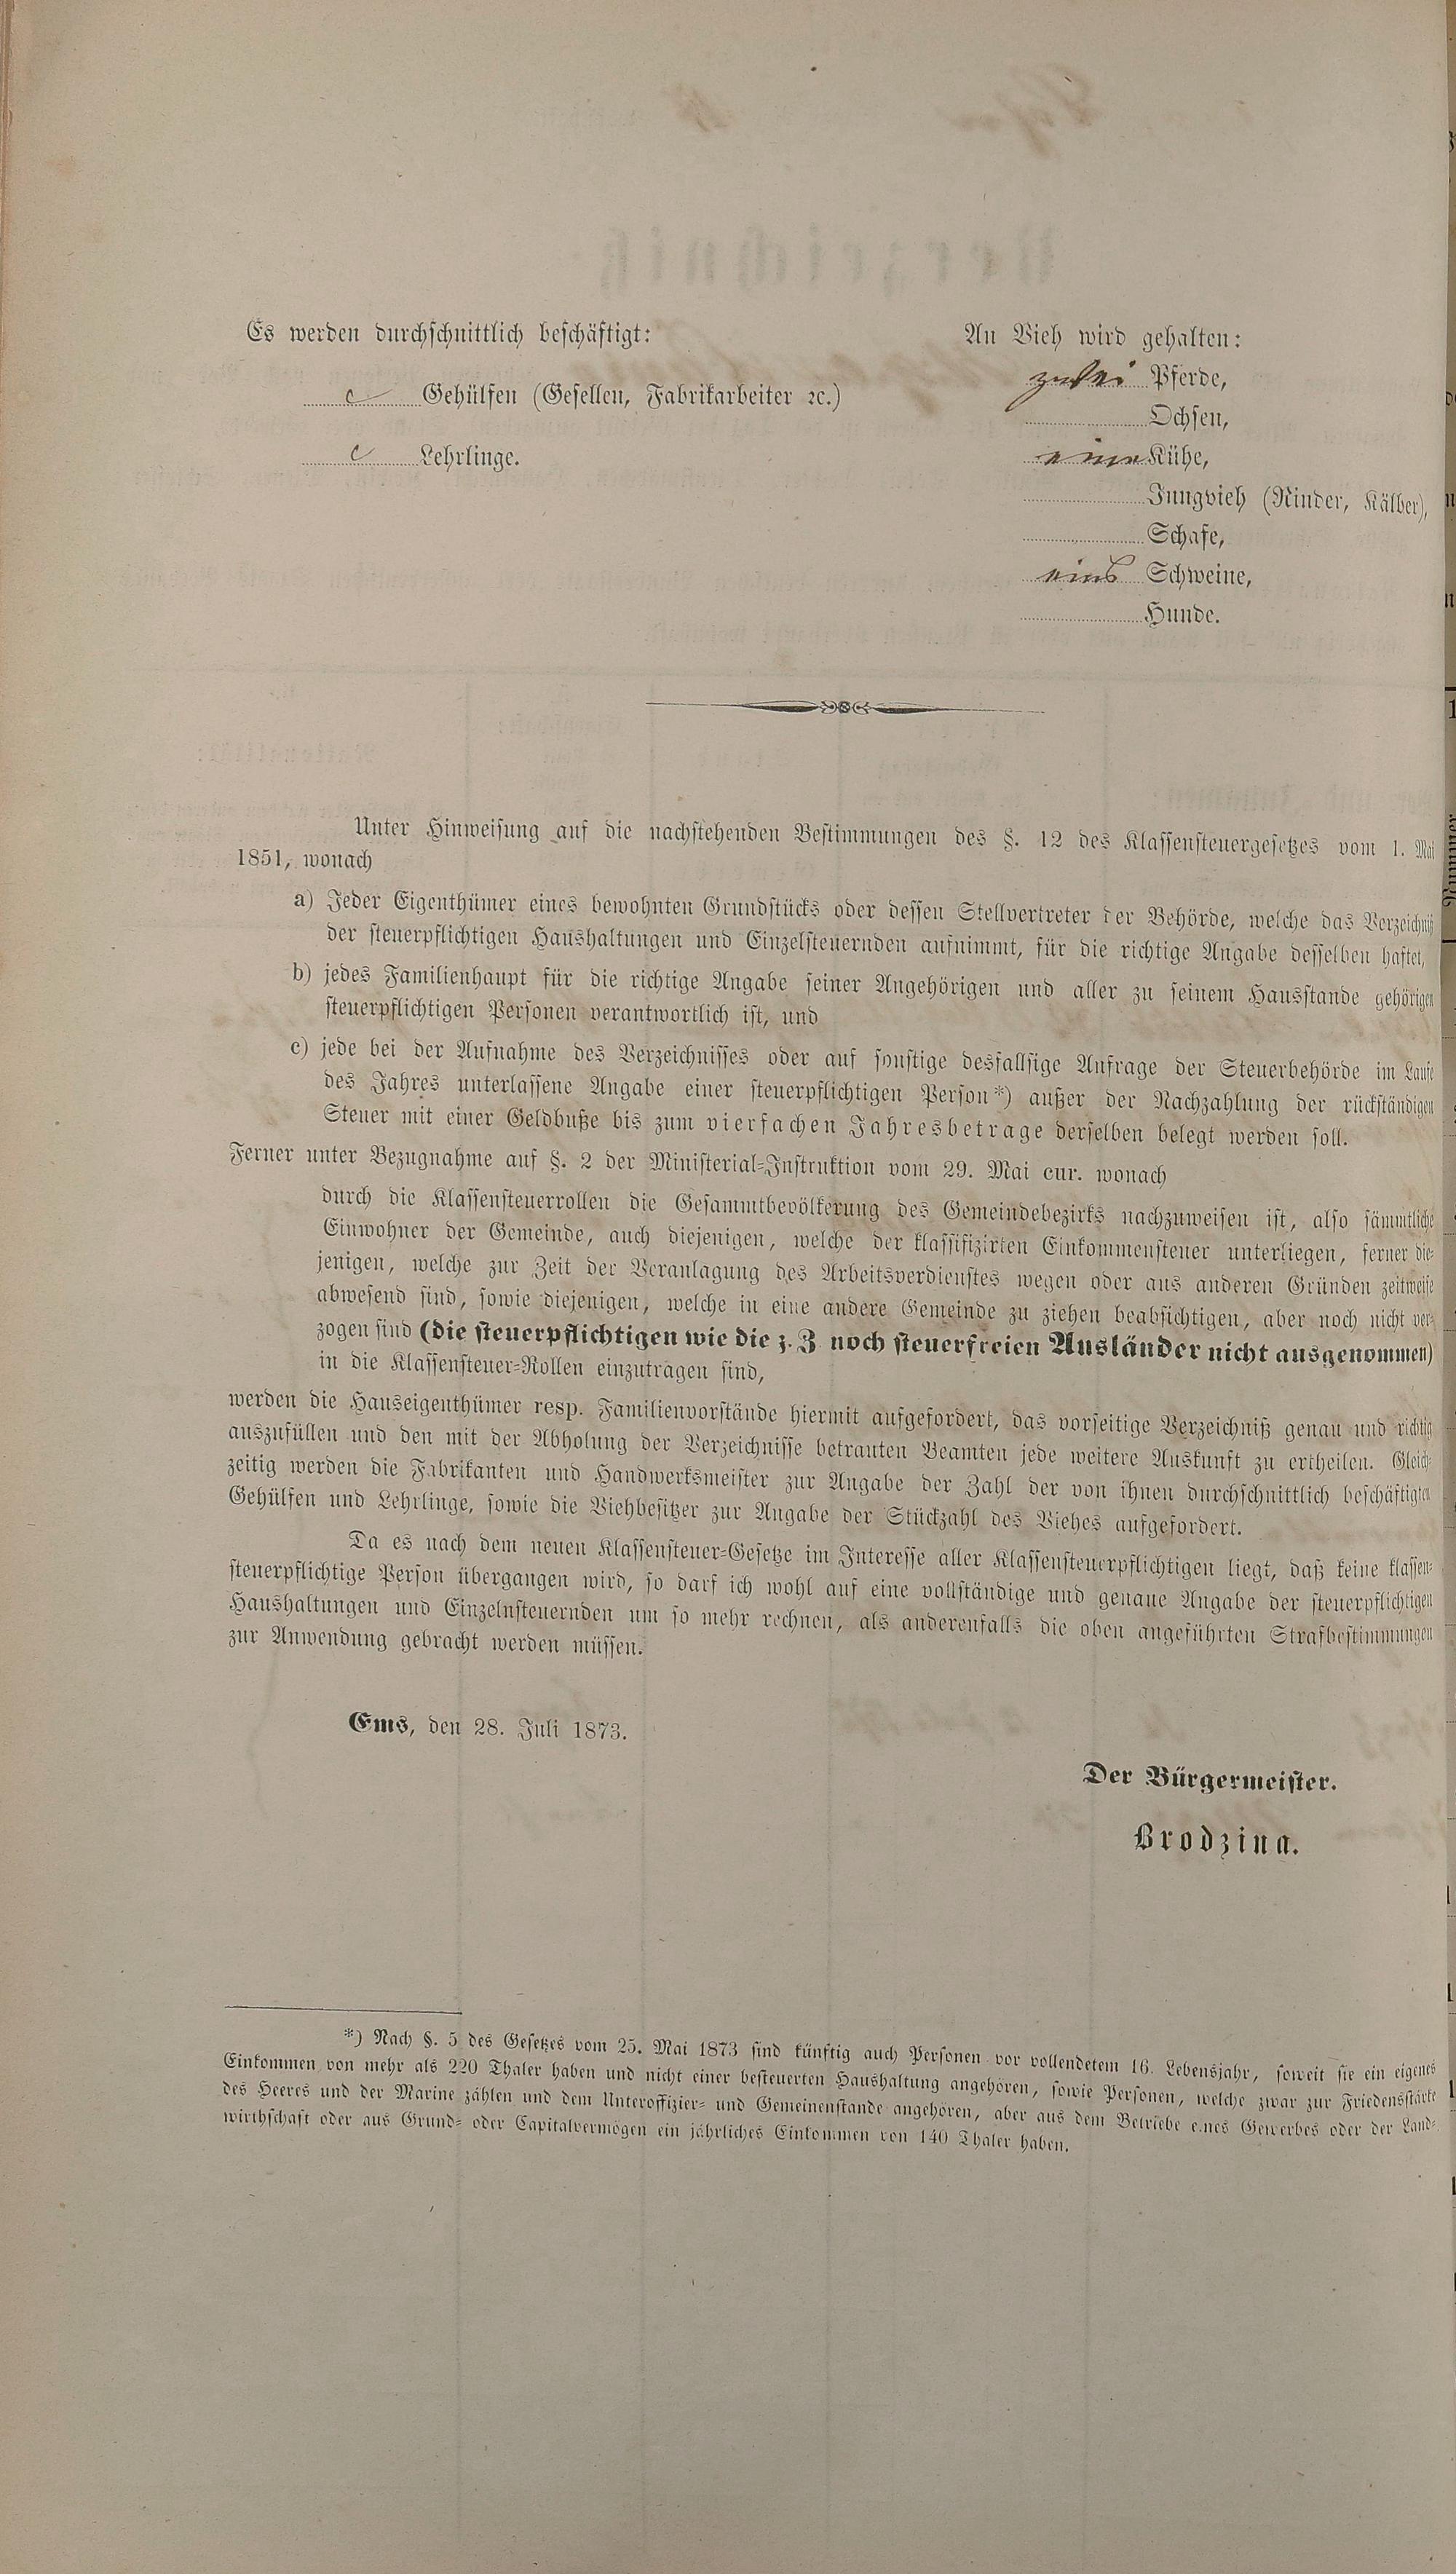 Es werden durchschnittlich beschäftigt:
Gehülfen (Gesellen, Fabrikarbeiter ꝛc.)
Lehrlinge.
An Vieh wird gehalten:
zwei Pferde,
Ochsen,
eine Kühe,
Jungvieh (Rinder, Kälber),
Schafe,
eins Schweine,
Hunde.
Unter Hinweisung auf die nachstehenden Bestimmungen des §. 12 des Klassensteuergesetzes vom 1. Mai
1851, wonach
a) Jeder Eigenthümer eines bewohnten Grundstücks oder dessen Stellvertreter der Behörde, welche das Verzeichniß
der steuerpflichtigen Haushaltungen und Einzelsteuernden aufnimmt, für die richtige Angabe desselben haftet,
b) jedes Familienhaupt für die richtige Angabe seiner Angehörigen und aller zu seinem Hausstande gehörigen
steuerpflichtigen Personen verantwortlich ist, und
c) jede bei der Aufnahme des Verzeichnisses oder auf sonstige desfallsige Anfrage der Steuerbehörde im Laufe
des Jahres unterlassene Angabe einer steuerpflichtigen Person*) außer der Nachzahlung der rückständigen
Steuer mit einer Geldbuße bis zum vierfachen Jahresbetrage derselben belegt werden soll.
Ferner unter Bezugnahme auf §. 2 der Ministerial-Instruktion vom 29. Mai cur. wonach
durch die Klassensteuerrollen die Gesammtbevölkerung des Gemeindebezirks nachzuweisen ist, also sämmtliche
Einwohner der Gemeinde, auch diejenigen, welche der klassifizirten Einkommensteuer unterliegen, ferner die-
jenigen, welche zur Zeit der Veranlagung des Arbeitsverdienstes wegen oder aus anderen Gründen zeitweise
abwesend sind, sowie diejenigen, welche in eine andere Gemeinde zu ziehen beabsichtigen, aber noch nicht ver-
zogen sind (die steuerpflichtigen wie die z. Z. noch steuerfreien Ausländer nicht ausgenommen)
in die Klassensteuer-Rollen einzutragen sind,
werden die Hauseigenthümer resp. Familienvorstände hiermit aufgefordert, das vorseitige Verzeichniß genau und richtig
auszufüllen und den mit der Abholung der Verzeichnisse betrauten Beamten jede weitere Auskunft zu ertheilen. Gleich-
zeitig werden die Fabrikanten und Handwerksmeister zur Angabe der Zahl der von ihnen durchschnittlich beschäftigten
Gehülfen und Lehrlinge, sowie die Viehbesitzer zur Angabe der Stückzahl des Viehes aufgefordert.
Da es nach dem neuen Klassensteuer-Gesetze im Interesse aller Klassensteuerpflichtigen liegt, daß keine klassen-
steuerpflichtige Person übergangen wird, so darf ich wohl auf eine vollständige und genaue Angabe der steuerpflichtigen
Haushaltungen und Einzelnsteuernden um so mehr rechnen, als anderenfalls die oben angeführten Strafbestimmungen
zur Anwendung gebracht werden müssen.
Ems, den 28. Juli 1873.
Der Bürgermeister.
Brodzina.
*) Nach §. 5 des Gesetzes vom 25. Mai 1873 sind künftig auch Personen vor vollendetem 16. Lebensjahr, soweit sie ein eigenes
Einkommen von mehr als 220 Thaler haben und nicht einer besteuerten Haushaltung angehören, sowie Personen, welche zwar zur Friedensstärke
des Heeres und der Marine zählen und dem Unteroffizier- und Gemeinenstande angehören, aber aus dem Betriebe eines Gewerbes oder der Land-
wirthschaft oder aus Grund- oder Capitalvermögen ein jährliches Einkommen von 140 Thaler haben.